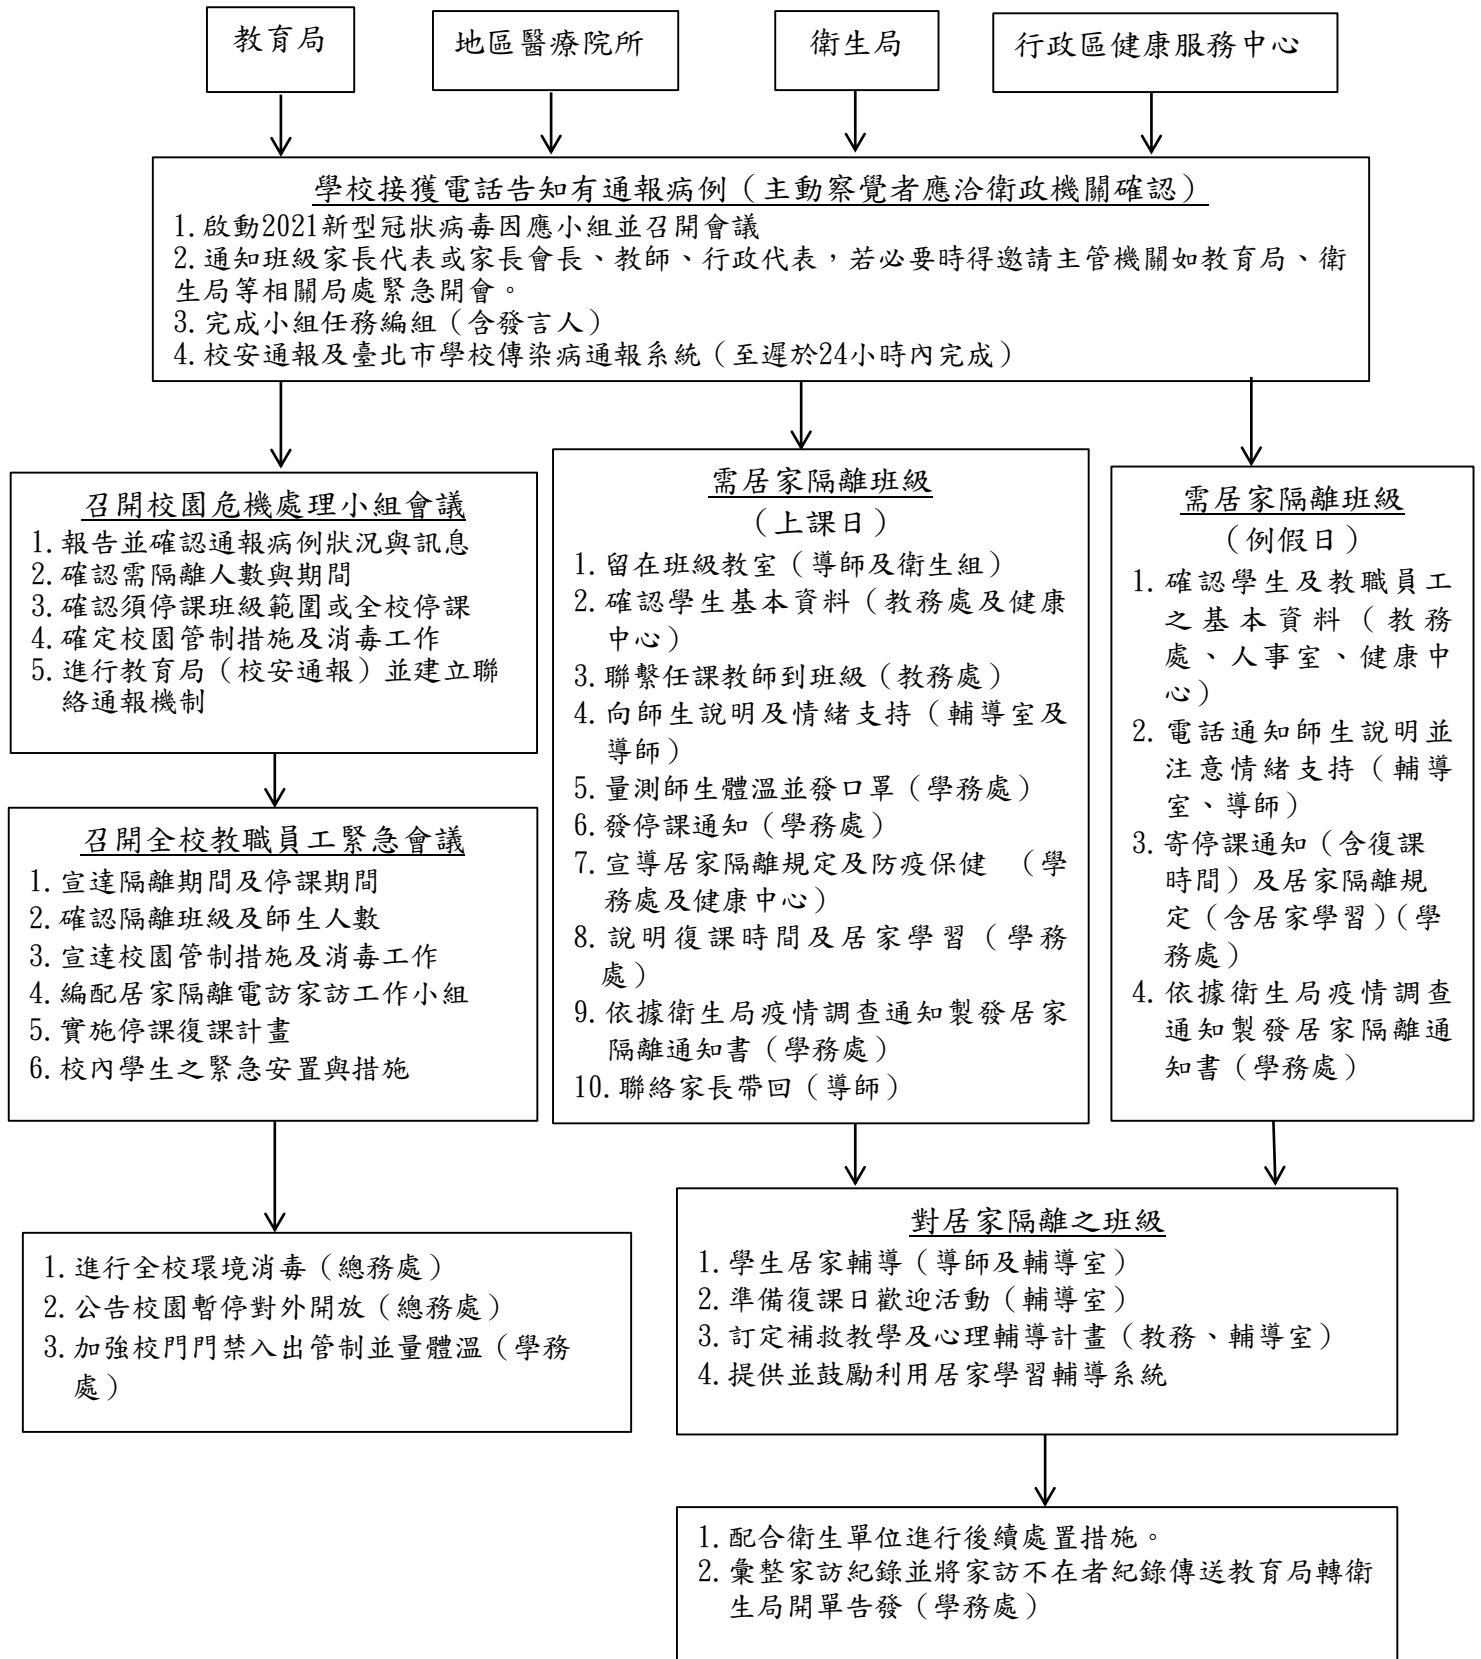 教育局
地區醫療院所
衛生局
行政區健康服務中心
學校接獲電話告知有通報病例（主動察覺者應洽衛政機關確認）
1.啟動2021新型冠狀病毒因應小組並召開會議
2.通知班級家長代表或家長會長、教師、行政代表，若必要時得邀請主管機關如教育局、衛
生局等相關局處緊急開會。
3.完成小組任務編組（含發言人）
4.校安通報及臺北市學校傳染病通報系統（至遲於24小時內完成）
召開校園危機處理小組會議
1.報告並確認通報病例狀況與訊息
2.確認需隔離人數與期間
3.確認須停課班級範圍或全校停課
4.確定校園管制措施及消毒工作
5.進行教育局（校安通報）並建立聯
絡通報機制
召開全校教職員工緊急會議
1.宣達隔離期間及停課期間
2.確認隔離班級及師生人數
3.宣達校園管制措施及消毒工作
4.編配居家隔離電訪家訪工作小組
5.實施停課復課計畫
6.校內學生之緊急安置與措施
1.進行全校環境消毒（總務處）
2.公告校園暫停對外開放（總務處）
3.加強校門門禁入出管制並量體溫（學務
處）
需居家隔離班級
（上課日）
1.留在班級教室（導師及衛生組）
2.確認學生基本資料（教務處及健康
中心）
3.聯繫任課教師到班級（教務處）
4.向師生說明及情緒支持（輔導室及
導師）
5.量測師生體溫並發口罩（學務處）
6.發停課通知（學務處）
7.宣導居家隔離規定及防疫保健 （學
務處及健康中心）
8.說明復課時間及居家學習（學務
處）
9.依據衛生局疫情調查通知製發居家
隔離通知書（學務處）
10.聯絡家長帶回（導師）
需居家隔離班級
（例假日）
1.確認學生及教職員工
之基本資料（教務
處、人事室、健康中
心）
2.電話通知師生說明並
注意情緒支持（輔導
室、導師）
3.寄停課通知（含復課
時間）及居家隔離規
定（含居家學習）（學
務處）
4.依據衛生局疫情調查
通知製發居家隔離通
知書（學務處）
對居家隔離之班級
1.學生居家輔導（導師及輔導室）
2.準備復課日歡迎活動（輔導室）
3.訂定補救教學及心理輔導計畫（教務、輔導室）
4.提供並鼓勵利用居家學習輔導系統
1.配合衛生單位進行後續處置措施。
2.彙整家訪紀錄並將家訪不在者紀錄傳送教育局轉衛
生局開單告發（學務處）